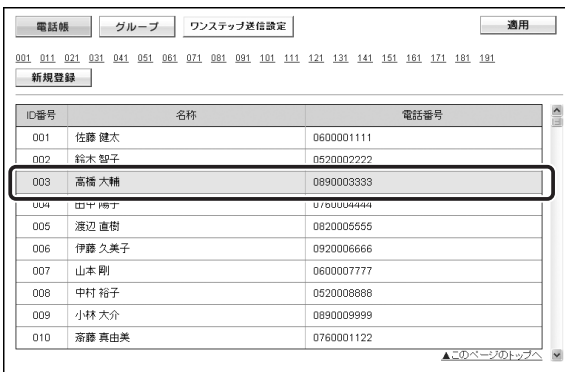 電話帳 グループ ワンステップ送信設定 適用
001 011 021 031 041 051 061 071 081 091 101 111 121 131 141 151 161 171 181 191
新規登録
ID番号 名称 電話番号
001 佐藤 健太 0600001111
002 鈴木 智子 0520002222
003 高橋 大輔 0890003333
004 田中 陽子 0760004444
005 渡辺 直樹 0820005555
006 伊藤 久美子 0920006666
007 山本 剛 0600007777
008 中村 裕子 0520008888
009 小林 大介 0890009999
010 斎藤 真由美 0760001122
▲このページのトップへ